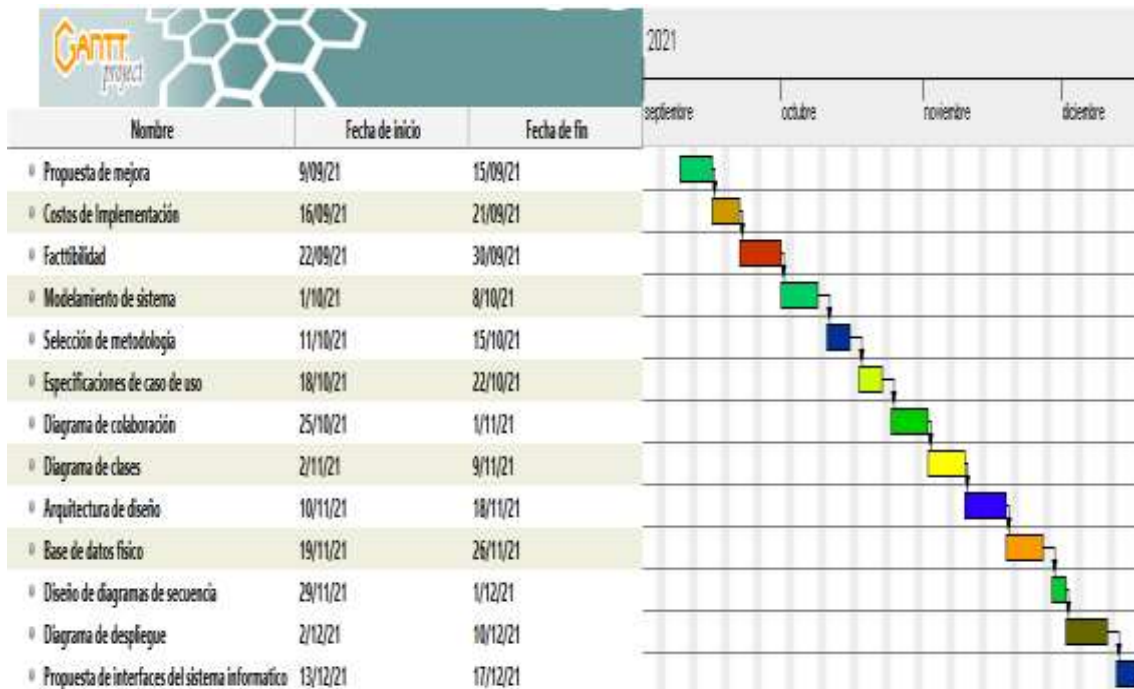 GANTT
project
2021
septiembre octubre noviembre diciembre
Nombre Fecha de inicio Fecha de fin
Propuesta de mejora 9/09/21 15/09/21
Costos de Implementación 16/09/21 21/09/21
Facttibilidad 22/09/21 30/09/21
Modelamiento de sistema 1/10/21 8/10/21
Selección de metodología 11/10/21 15/10/21
Especificaciones de caso de uso 18/10/21 22/10/21
Diagrama de colaboración 25/10/21 1/11/21
Diagrama de clases 2/11/21 9/11/21
Arquitectura de diseño 10/11/21 18/11/21
Base de datos físico 19/11/21 26/11/21
Diseño de diagramas de secuencia 29/11/21 1/12/21
Diagrama de despliegue 2/12/21 10/12/21
Propuesta de interfaces del sistema informatico 13/12/21 17/12/21